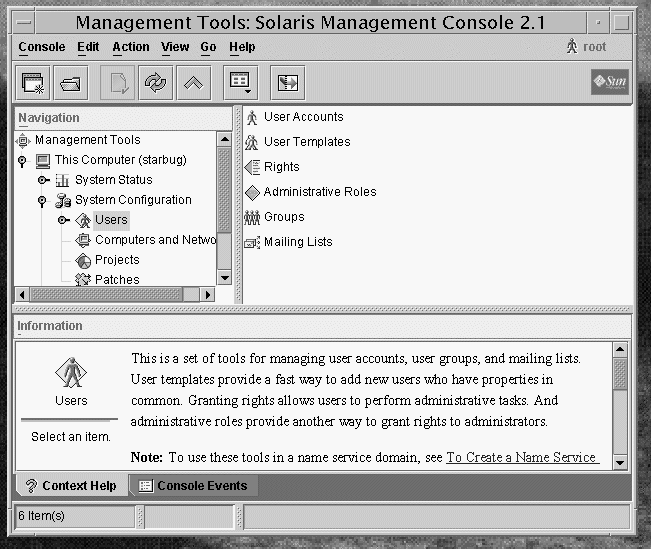 Management Tools: Solaris Management Console 2.1
Console Edit Action View Go Help root
Sun
Navigation
Management Tools
This Computer (starbug)
System Status
System Configuration
Users
Computers and Netwo
Projects
Patches
User Accounts
User Templates
Rights
Administrative Roles
Groups
Mailing Lists
Information
Users
Select an item.
This is a set of tools for managing user accounts, user groups, and mailing lists.
User templates provide a fast way to add new users who have properties in
common. Granting rights allows users to perform administrative tasks. And
administrative roles provide another way to grant rights to administrators.
Note: To use these tools in a name service domain, see To Create a Name Service
Context Help Console Events
6 Item(s)